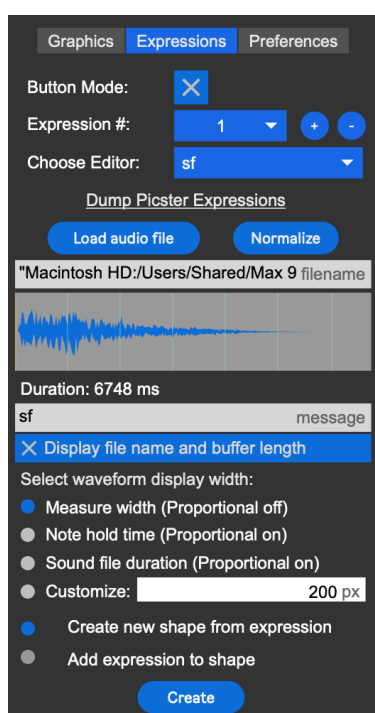 Graphics Expressions Preferences
Button Mode:
Expression #: 1 + -
Choose Editor: sf
Dump Picster Expressions
Load audio file Normalize
"Macintosh HD:/Users/Shared/Max 9 filename
Duration: 6748 ms
sf message
Display file name and buffer length
Select waveform display width:
Measure width (Proportional off)
Note hold time (Proportional on)
Sound file duration (Proportional on)
Customize: 200 px
Create new shape from expression
Add expression to shape
Create